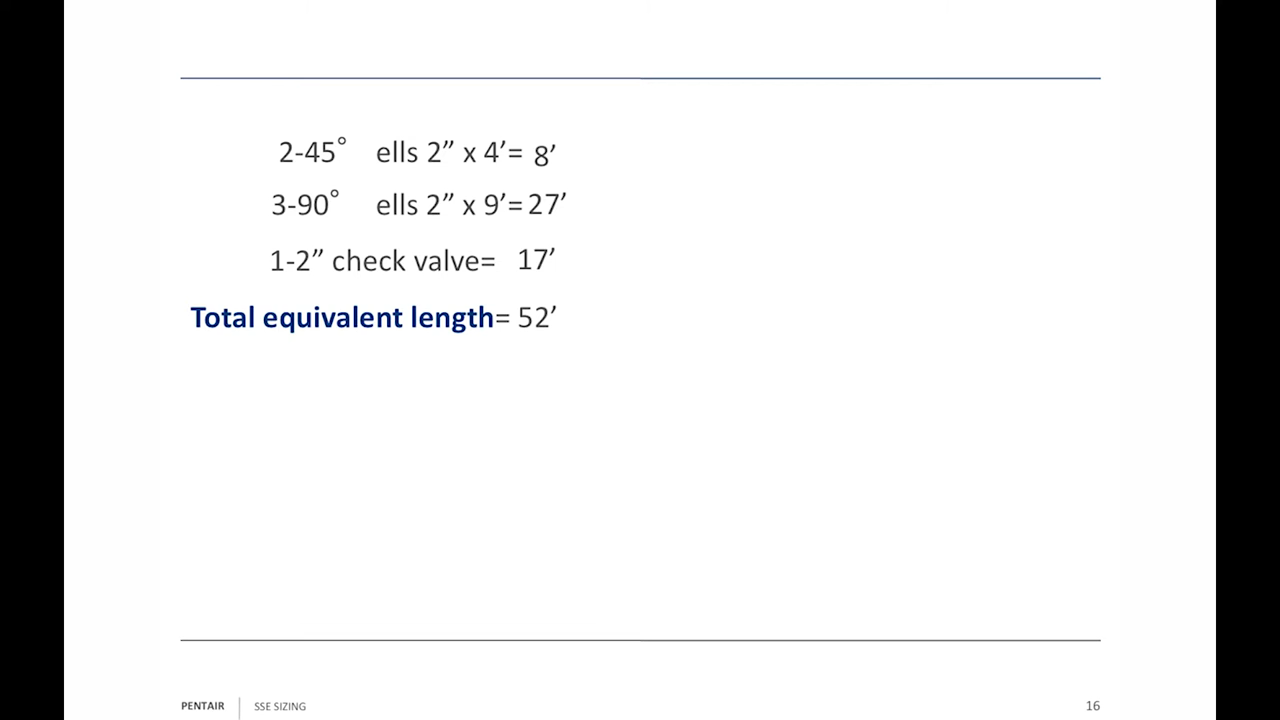 2-45° ells 2” x 4’= 8’
3-90° ells 2” x 9’= 27’
1-2” check valve= 17’
Total equivalent length= 52’
PENTAIR SSE SIZING 16